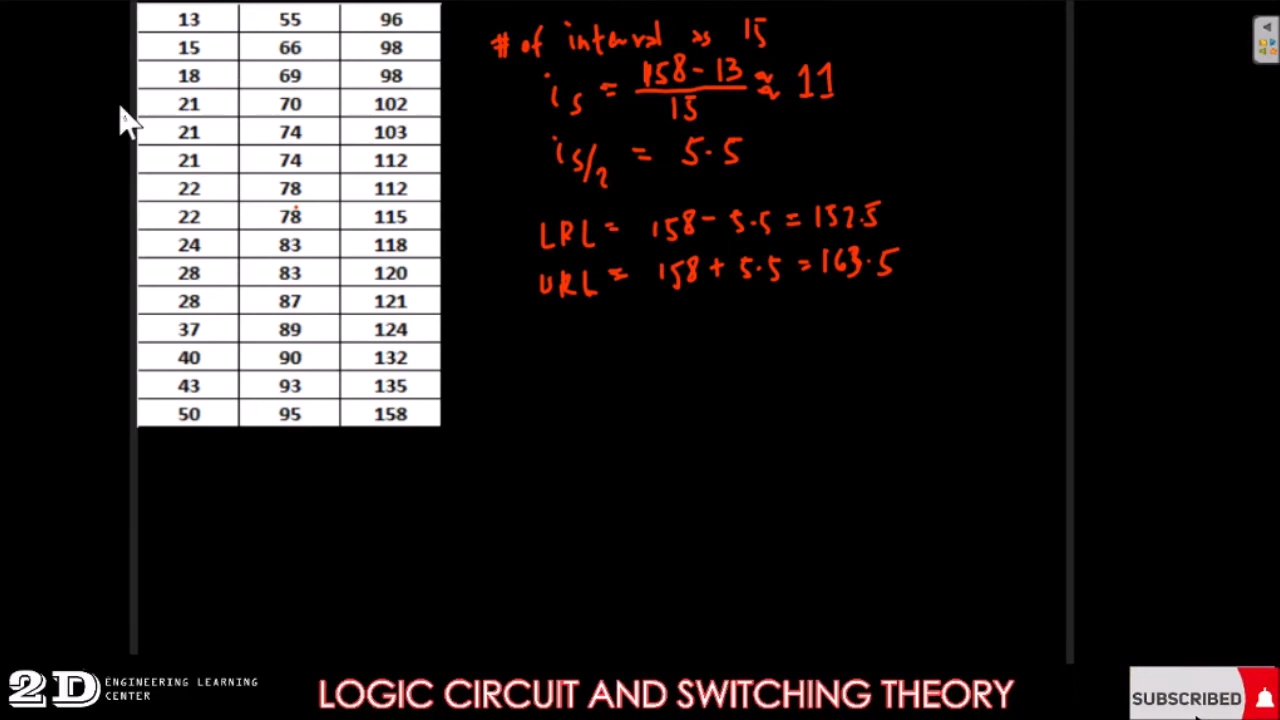 13 55 96
15 66 98
18 69 98
21 70 102
21 74 103
21 74 112
22 78 112
22 78 115
24 83 118
28 83 120
28 87 121
37 89 124
40 90 132
43 93 135
50 95 158
# of interval is 15
is = 158 - 13 / 15 ≈ 11
is/2 = 5.5
LRL = 158 - 5.5 = 152.5
URL = 158 + 5.5 = 163.5
2D ENGINEERING LEARNING
CENTER
LOGIC CIRCUIT AND SWITCHING THEORY
SUBSCRIBED